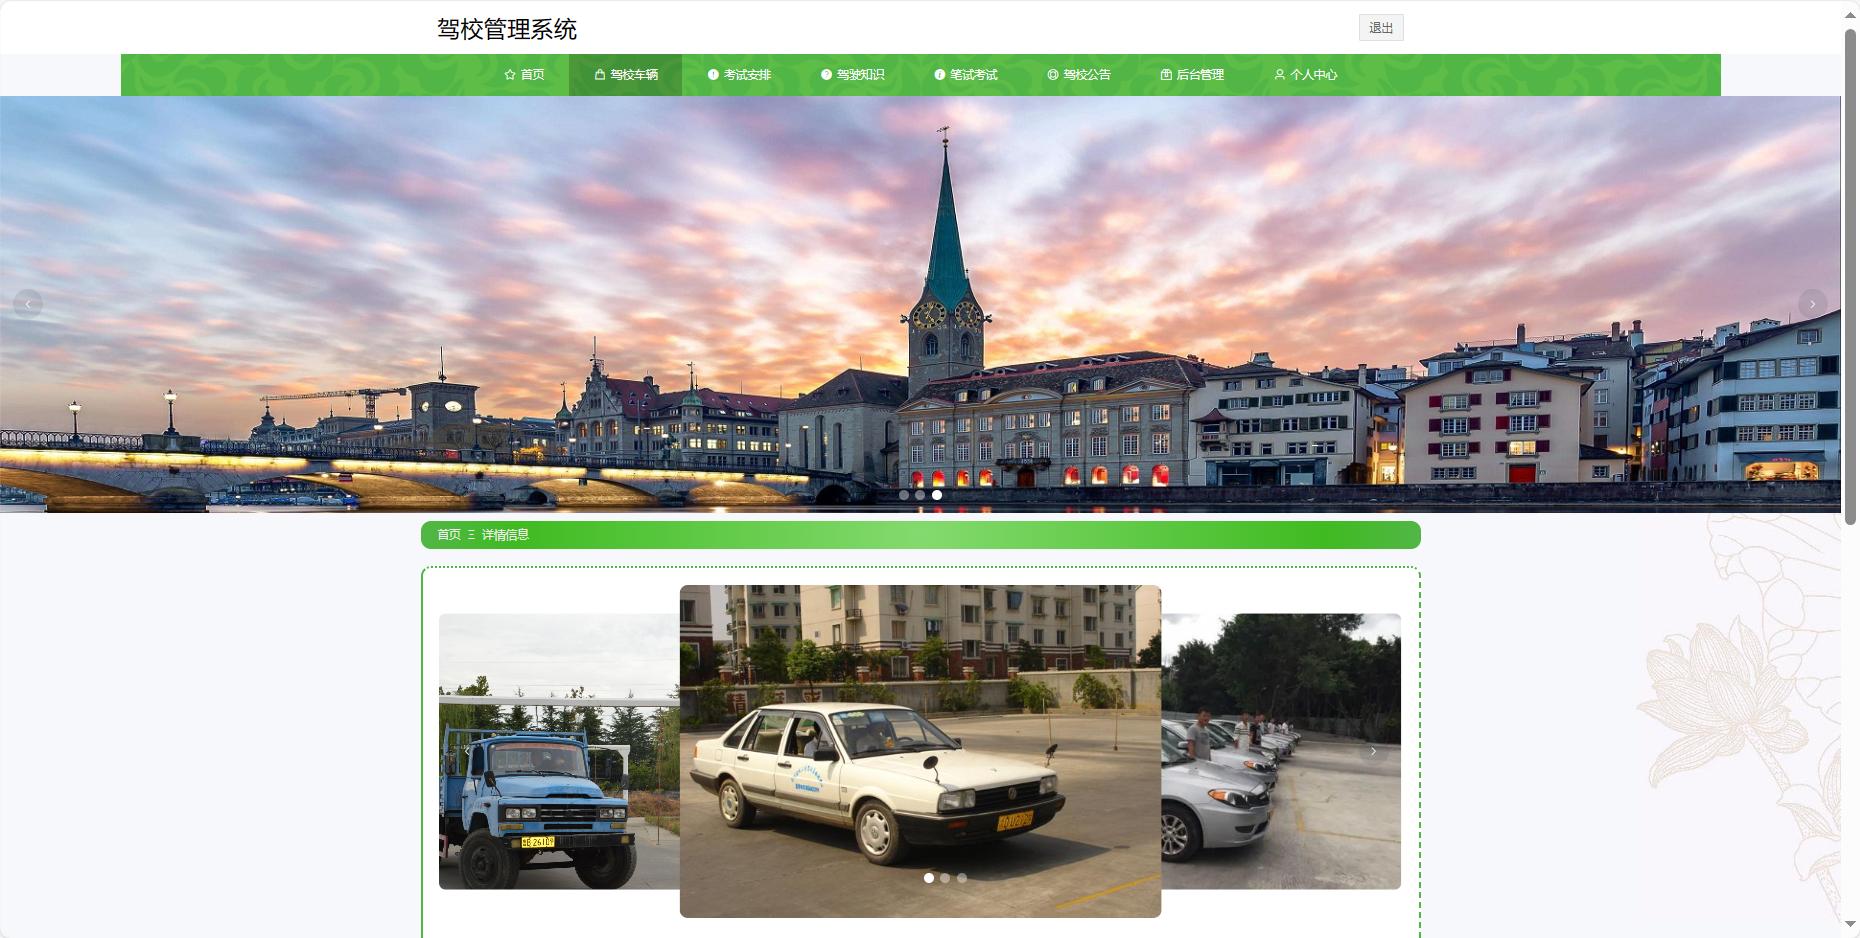 驾校管理系统
退出
首页 驾校车辆 考试安排 驾驶知识 笔试考试 驾校公告 后台管理 个人中心
首页 Ξ 详情信息